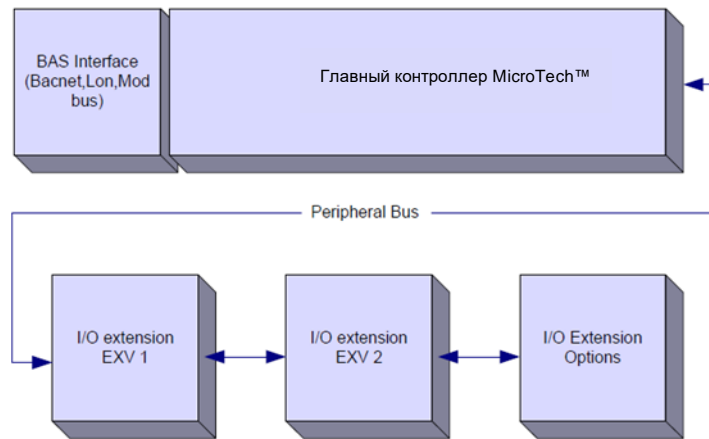 BAS Interface
(Bacnet,Lon,Mod
bus)
Главный контроллер MicroTech™
Peripheral Bus
I/O extension
EXV 1
I/O extension
EXV 2
I/O Extension
Options